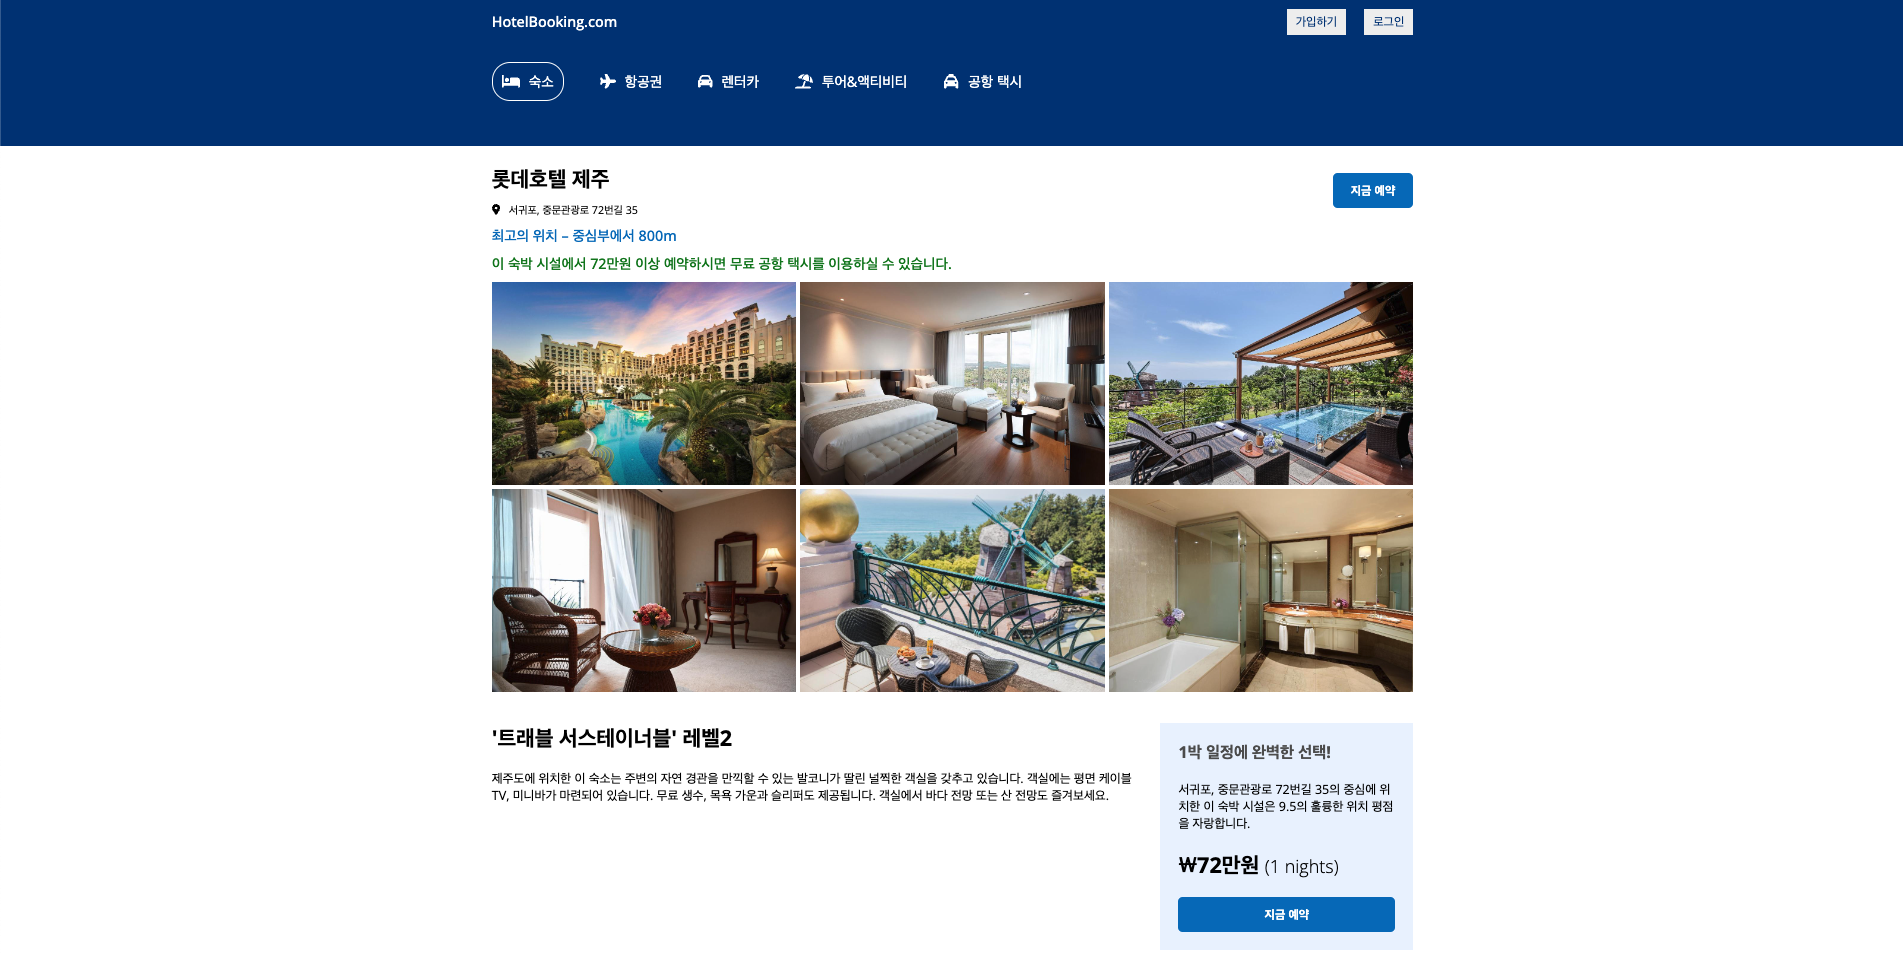 HotelBooking.com
가입하기
로그인
숙소
항공권
렌터카
투어&액티비티
공항 택시
롯데호텔 제주
지금 예약
서귀포, 중문관광로 72번길 35
최고의 위치 – 중심부에서 800m
이 숙박 시설에서 72만원 이상 예약하시면 무료 공항 택시를 이용하실 수 있습니다.
'트래블 서스테이너블' 레벨2
제주도에 위치한 이 숙소는 주변의 자연 경관을 만끽할 수 있는 발코니가 딸린 널찍한 객실을 갖추고 있습니다. 객실에는 평면 케이블
TV, 미니바가 마련되어 있습니다. 무료 생수, 목욕 가운과 슬리퍼도 제공됩니다. 객실에서 바다 전망 또는 산 전망도 즐겨보세요.
1박 일정에 완벽한 선택!
서귀포, 중문관광로 72번길 35의 중심에 위
치한 이 숙박 시설은 9.5의 훌륭한 위치 평점
을 자랑합니다.
₩72만원 (1 nights)
지금 예약